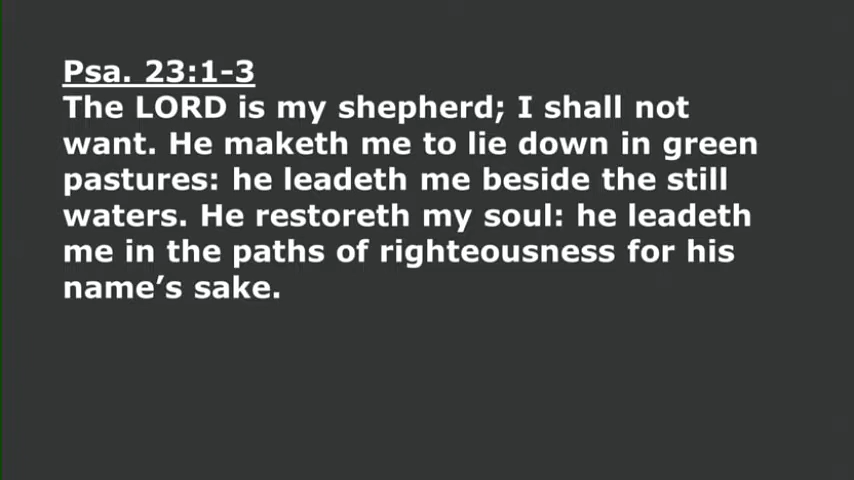 Psa. 23:1-3
The LORD is my shepherd; I shall not
want. He maketh me to lie down in green
pastures: he leadeth me beside the still
waters. He restoreth my soul: he leadeth
me in the paths of righteousness for his
name’s sake.